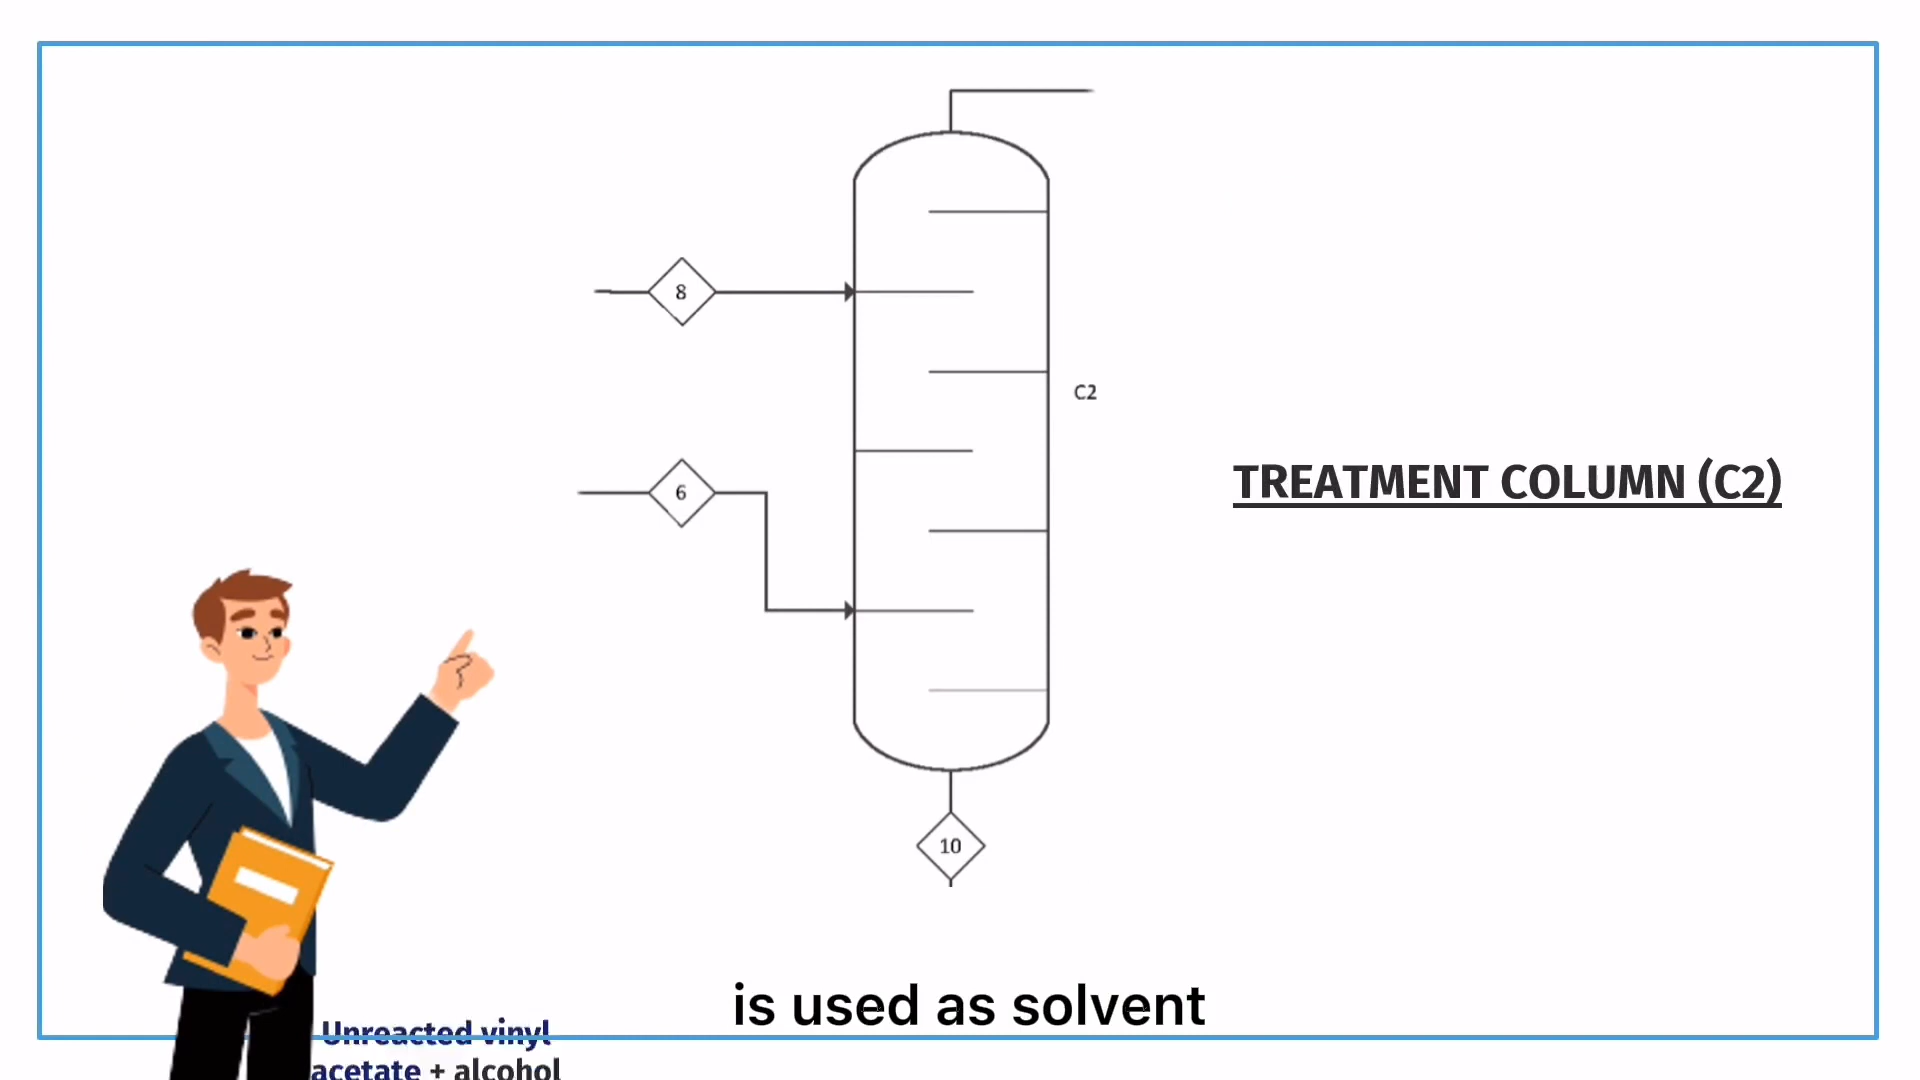 8
C2
TREATMENT COLUMN (C2)
6
10
is used as solvent
Unreacted vinyl
acetate + alcohol